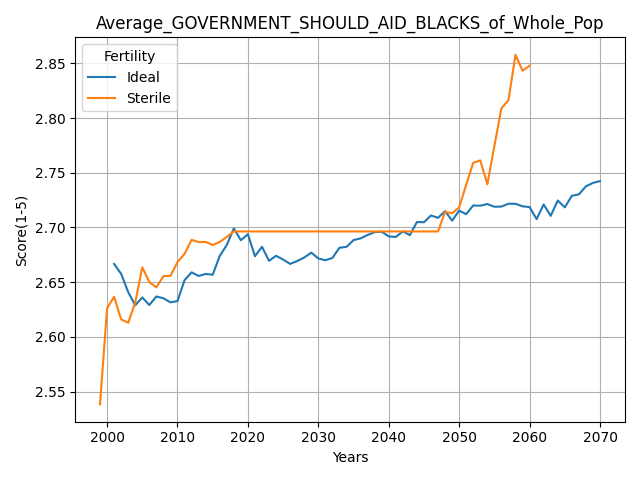 Average_GOVERNMENT_SHOULD_AID_BLACKS_of_Whole_Pop
Fertility
Ideal
Sterile
Score(1-5)
2.85
2.80
2.75
2.70
2.65
2.60
2.55
2000 2010 2020 2030 2040 2050 2060 2070
Years